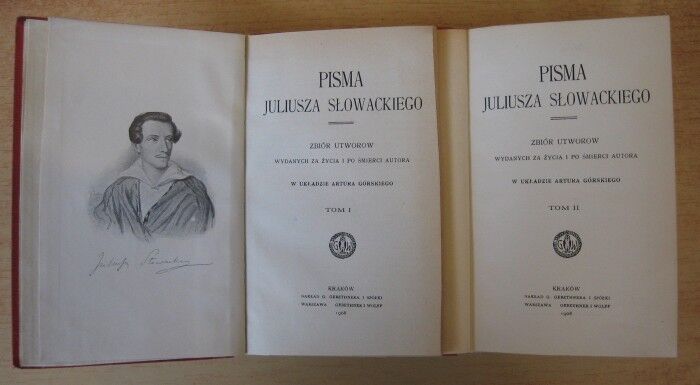 Juliusz Słowacki
PISMA
JULIUSZA SŁOWACKIEGO
ZBIÓR UTWORÓW
WYDANYCH ZA ŻYCIA I PO ŚMIERCI AUTORA
W UKŁADZIE ARTURA GÓRSKIEGO
TOM I
KRAKÓW
NAKŁAD G. GEBETHNERA I SPÓŁKI
WARSZAWA GEBETHNER I WOLFF
1908
PISMA
JULIUSZA SŁOWACKIEGO
ZBIÓR UTWORÓW
WYDANYCH ZA ŻYCIA I PO ŚMIERCI AUTORA
W UKŁADZIE ARTURA GÓRSKIEGO
TOM II
KRAKÓW
NAKŁAD G. GEBETHNERA I SPÓŁKI
WARSZAWA GEBETHNER I WOLFF
1908